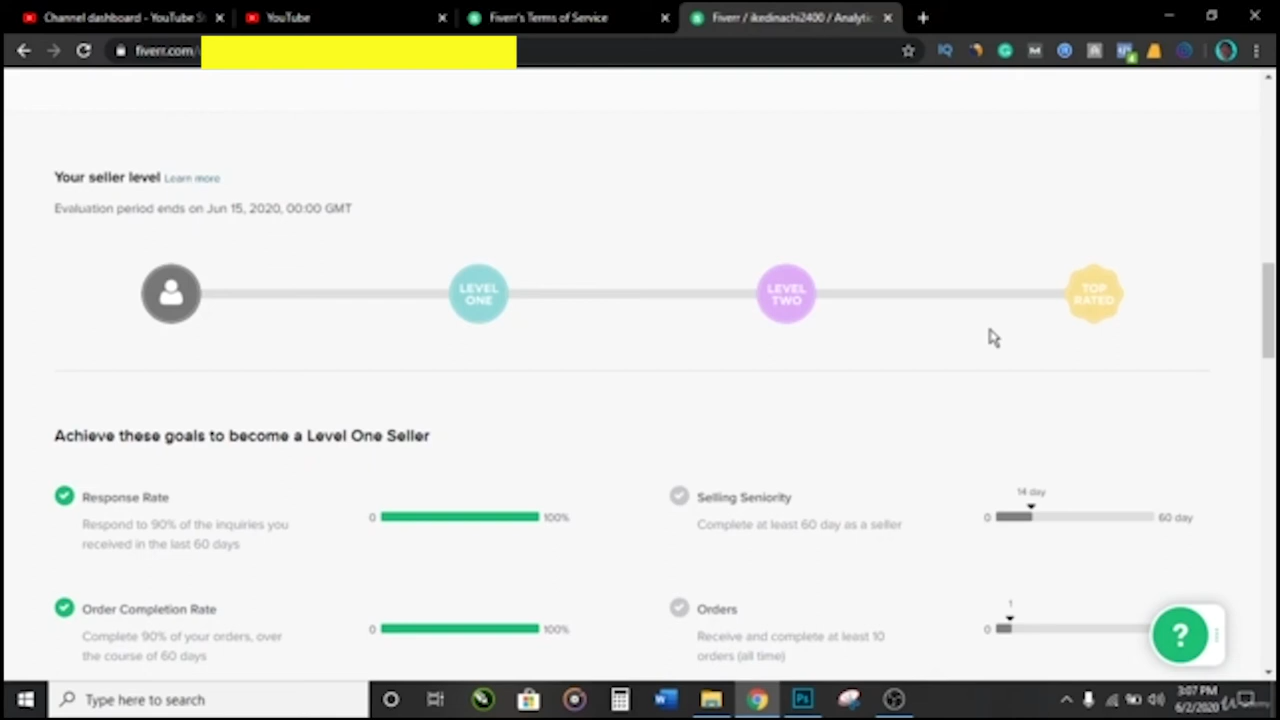 Channel dashboard - YouTube St
YouTube
Fiverr's Terms of Service
Fiverr / ikedinachi2400 / Analytic
fiverr.com/
Your seller level Learn more
Evaluation period ends on Jun 15, 2020, 00:00 GMT
LEVEL
ONE
LEVEL
TWO
TOP
RATED
Achieve these goals to become a Level One Seller
Response Rate
Respond to 90% of the inquiries you
received in the last 60 days
0
100%
Selling Seniority
Complete at least 60 day as a seller
14 day
0
60 day
Order Completion Rate
Complete 90% of your orders, over
the course of 60 days
0
100%
Orders
Receive and complete at least 10
orders (all time)
1
0
?
Type here to search
Ps
3:07 PM
6/2/2020